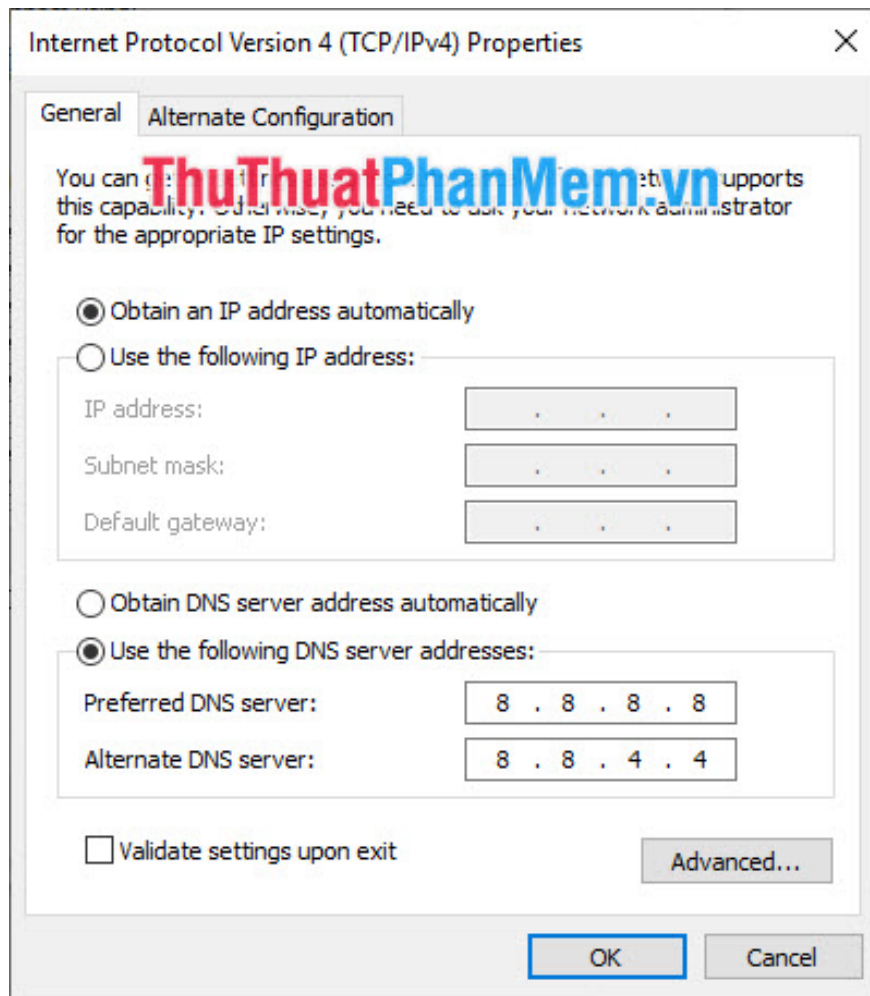 Internet Protocol Version 4 (TCP/IPv4) Properties
General
Alternate Configuration
ThuThuatPhanMem.vn
You can supports
this capability. Otherwise, you need to ask your network administrator
for the appropriate IP settings.
Obtain an IP address automatically
Use the following IP address:
IP address: . . .
Subnet mask: . . .
Default gateway: . . .
Obtain DNS server address automatically
Use the following DNS server addresses:
Preferred DNS server: 8 . 8 . 8 . 8
Alternate DNS server: 8 . 8 . 4 . 4
Validate settings upon exit
Advanced...
OK
Cancel